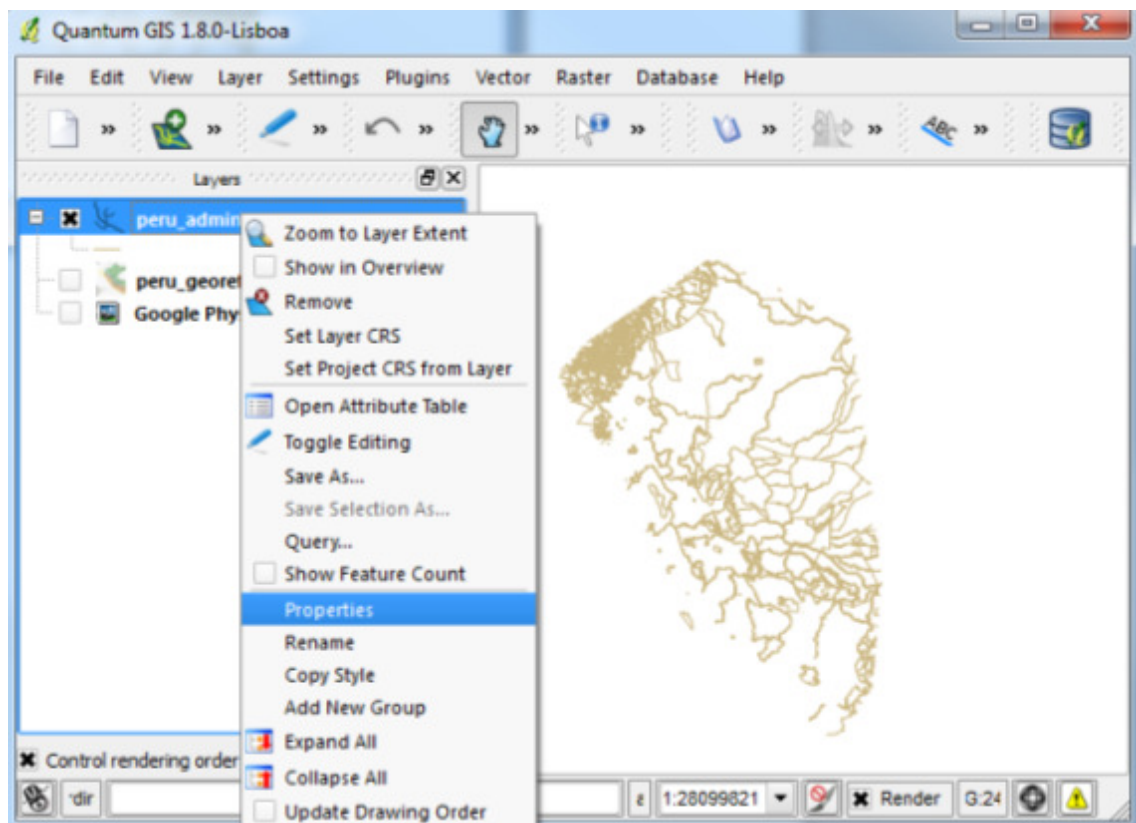 Quantum GIS 1.8.0-Lisboa
File Edit View Layer Settings Plugins Vector Raster Database Help
» » » » » » » » ABC »
Layers
peru_admin
peru_georef
Google Phy
Zoom to Layer Extent
Show in Overview
Remove
Set Layer CRS
Set Project CRS from Layer
Open Attribute Table
Toggle Editing
Save As...
Save Selection As...
Query...
Show Feature Count
Properties
Rename
Copy Style
Add New Group
Expand All
Collapse All
Update Drawing Order
Control rendering order
1:28099821 Render G:24